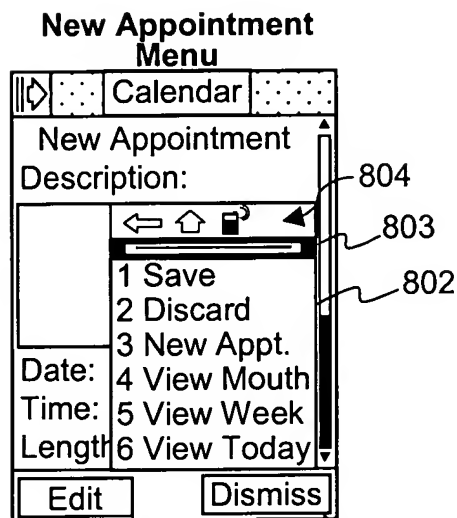 New Appointment
Menu
Calendar
New Appointment
Description:
804
803
802
1 Save
2 Discard
3 New Appt.
4 View Mouth
5 View Week
6 View Today
Date:
Time:
Length
Edit
Dismiss